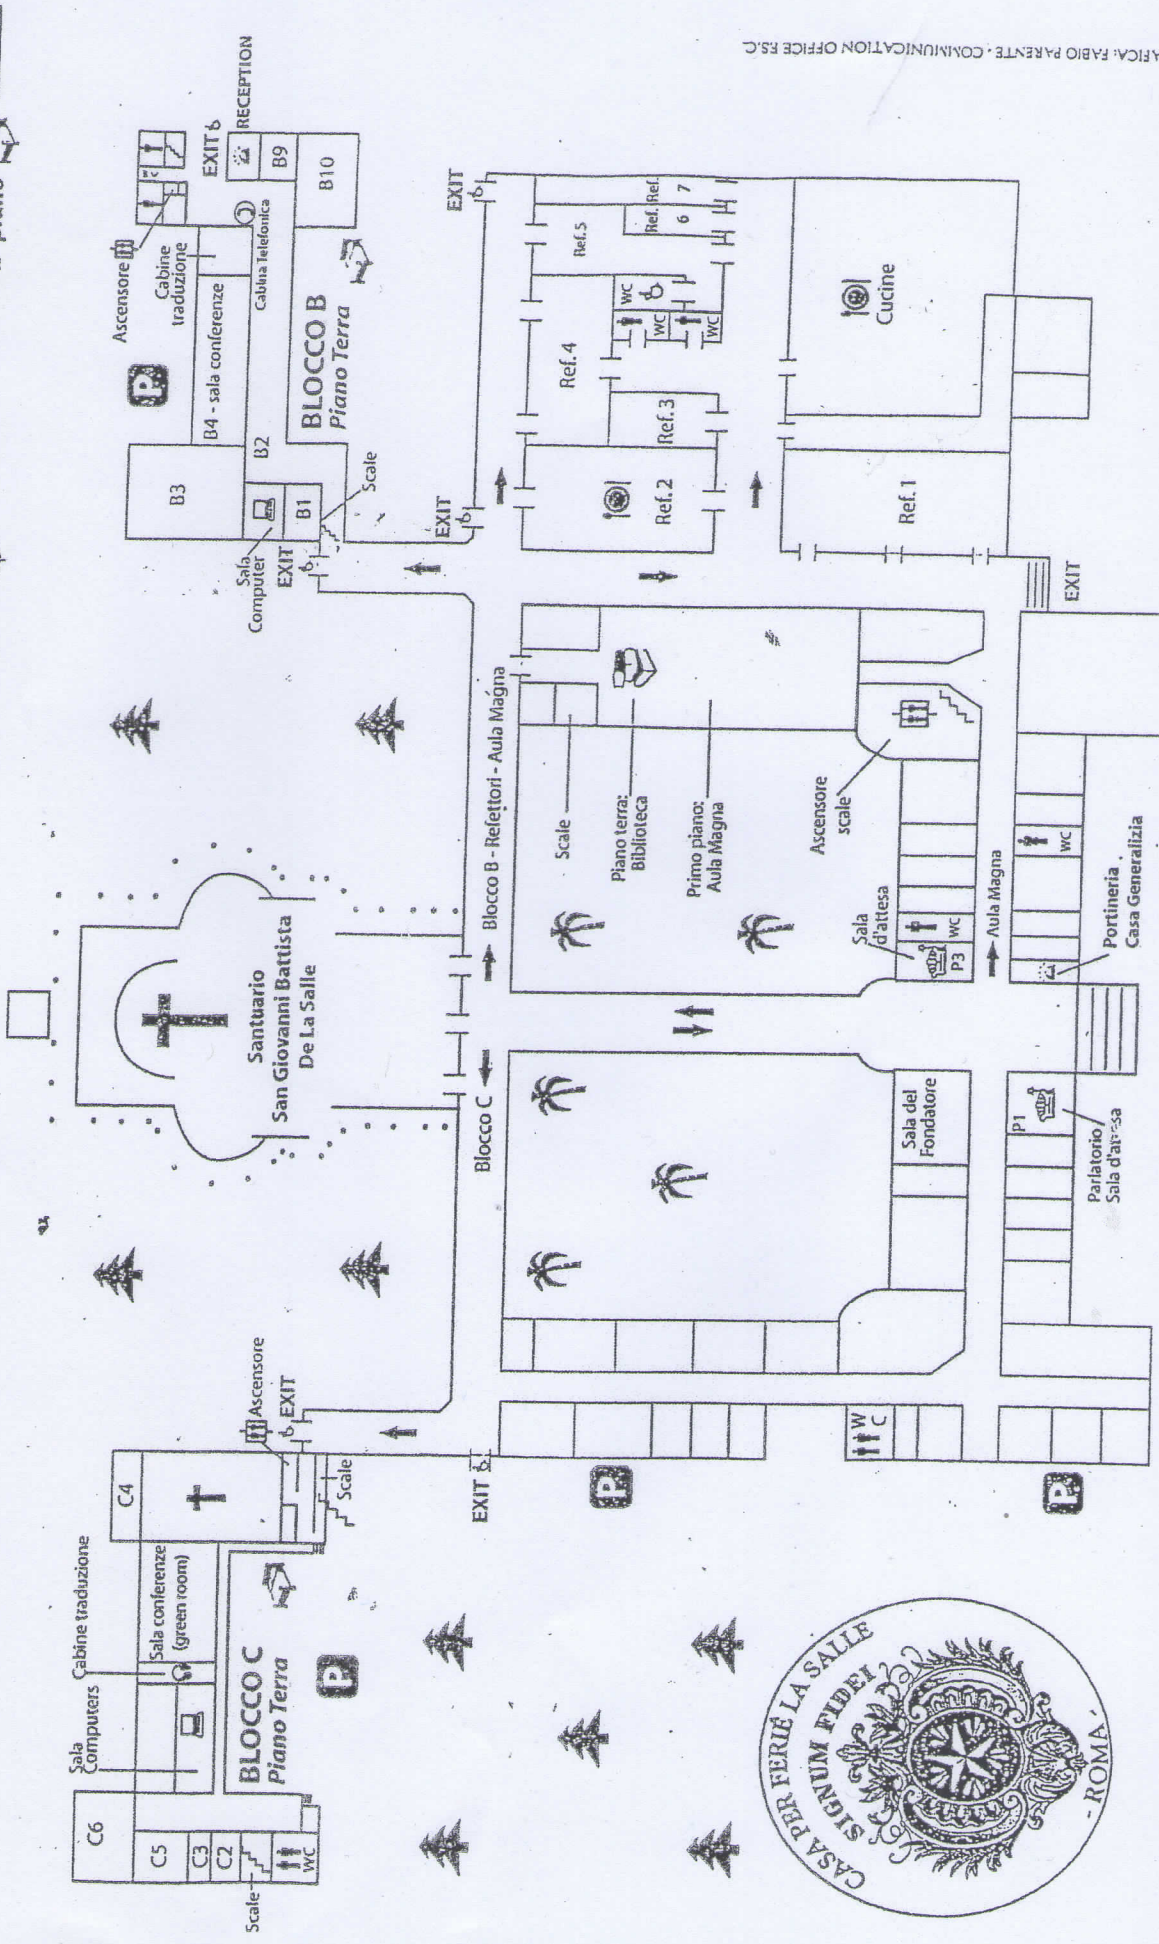 C6
C5
C3
C2
Scale
WC
Sala
Computers
Cabine traduzione
Sala conferenze
(green room)
C4
BLOCCO C
Piano Terra
P
Scale
Ascensore
EXIT
EXIT
P
P
W
C
Santuario
San Giovanni Battista
De La Salle
Blocco C
Blocco B - Refettori - Aula Magna
Sala del
Fondatore
P1
Parlatorio /
Sala d'attesa
Sala
d'attesa
P3
WC
Aula Magna
Portineria
Casa Generalizia
WC
Ascensore
scale
Scale
Piano terra:
Biblioteca
Primo piano:
Aula Magna
EXIT
B3
B4 - sala conferenze
B2
B1
Sala
Computer
EXIT
Scale
BLOCCO B
Piano Terra
P
Ascensore
Cabine
traduzione
Cabina Telefonica
EXIT
RECEPTION
B9
B10
EXIT
EXIT
Ref. 1
Ref. 2
Ref. 3
Ref. 4
Ref. 5
Ref. 6
Ref. 7
WC
WC
WC
Cucine
CASA PER FERIE LA SALLE
SIGNUM FIDEI
- ROMA -
AFICA: FABIO PARENTE - COMMUNICATION OFFICE F.S.C.